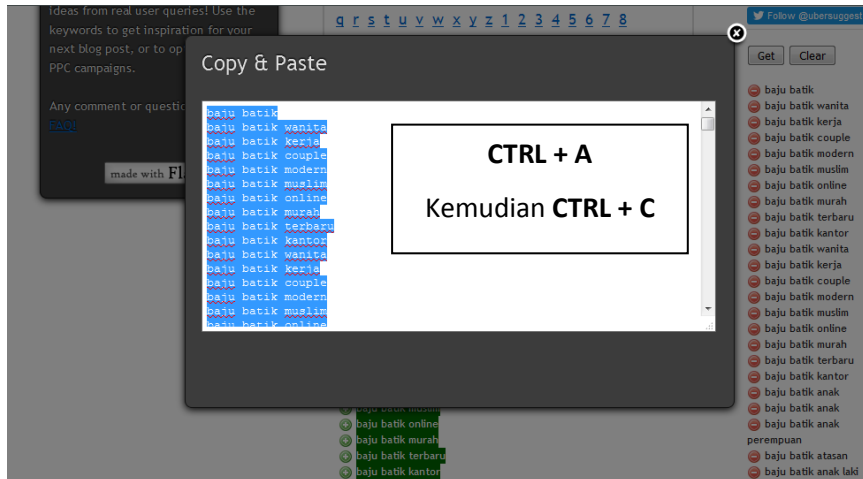 ideas from real user queries! Use the
keywords to get inspiration for your
next blog post, or to op
PPC campaigns.
Any comment or questic
FAQ!
made with Fl
q r s t u v w x y z 1 2 3 4 5 6 7 8
Copy & Paste
baju batik
baju batik wanita
baju batik kerja
baju batik couple
baju batik modern
baju batik muslim
baju batik online
baju batik murah
baju batik terbaru
baju batik kantor
baju batik wanita
baju batik kerja
baju batik couple
baju batik modern
baju batik muslim
baju batik online
CTRL + A
Kemudian CTRL + C
baju batik muslim
baju batik online
baju batik murah
baju batik terbaru
baju batik kantor
Follow @ubersuggest
Get Clear
baju batik
baju batik wanita
baju batik kerja
baju batik couple
baju batik modern
baju batik muslim
baju batik online
baju batik murah
baju batik terbaru
baju batik kantor
baju batik wanita
baju batik kerja
baju batik couple
baju batik modern
baju batik muslim
baju batik online
baju batik murah
baju batik terbaru
baju batik kantor
baju batik anak
baju batik anak
baju batik anak
perempuan
baju batik atasan
baju batik anak laki